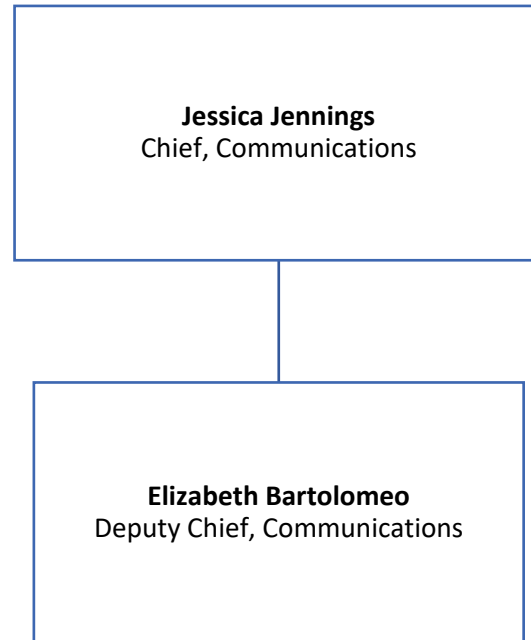 Jessica Jennings
Chief, Communications
Elizabeth Bartolomeo
Deputy Chief, Communications